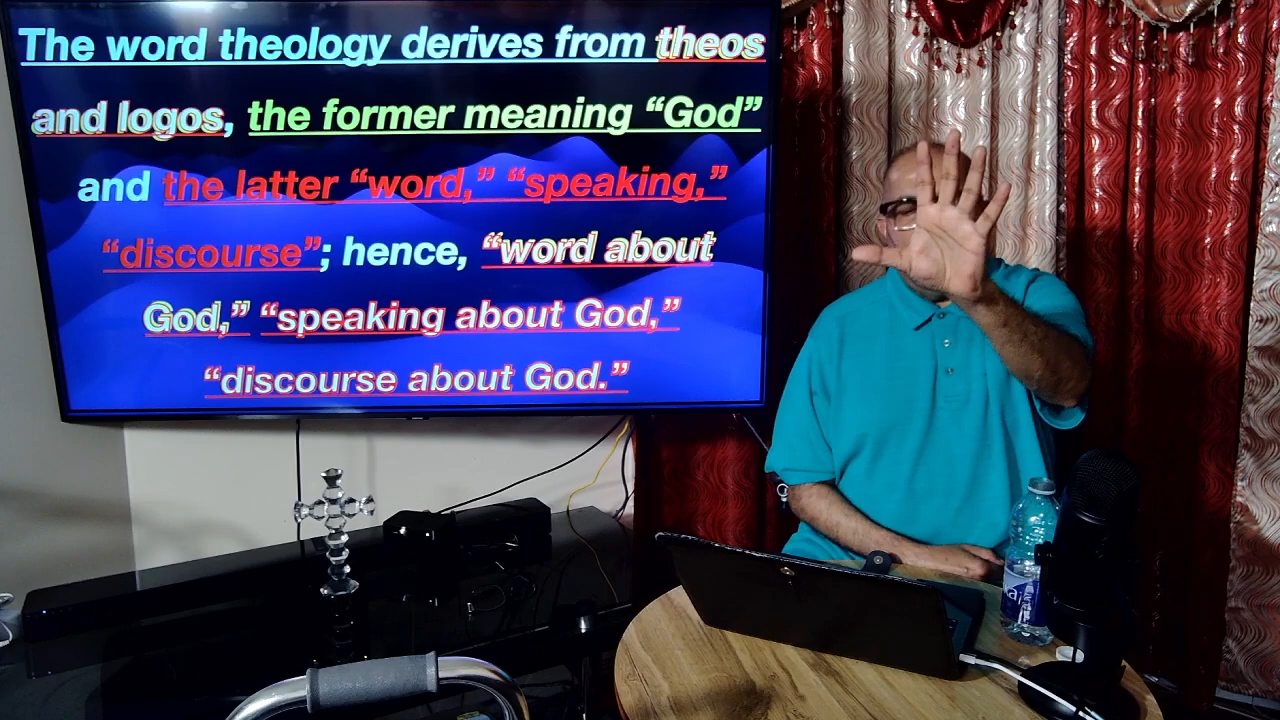 The word theology derives from theos
and logos, the former meaning “God”
and the latter “word,” “speaking,”
“discourse”; hence, “word about
God,” “speaking about God,”
“discourse about God.”